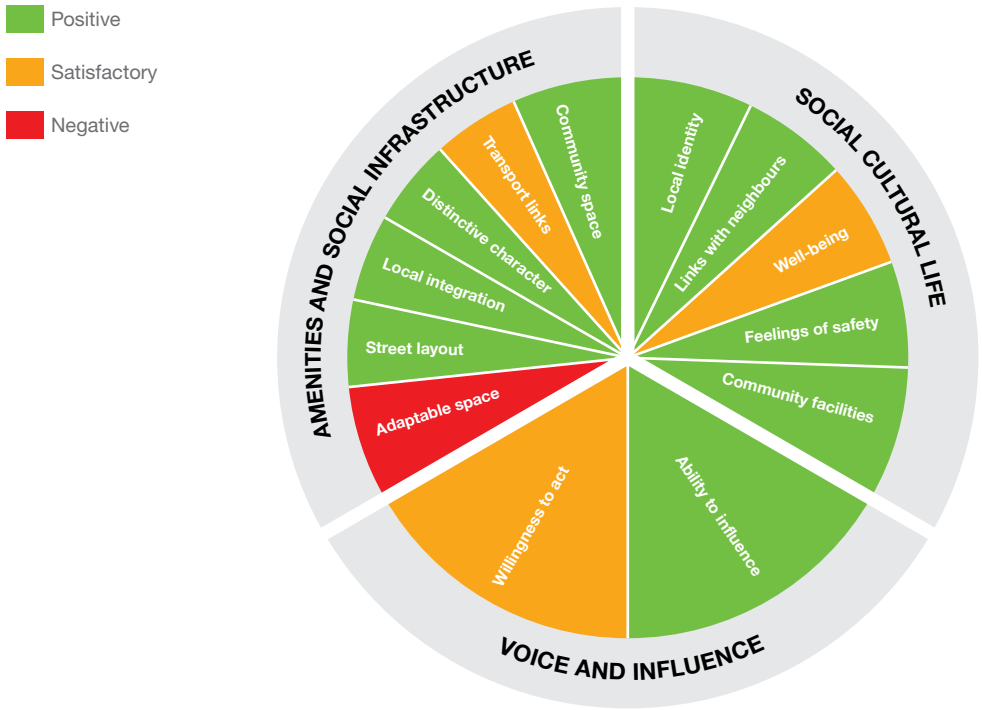 Positive
Satisfactory
Negative
AMENITIES AND SOCIAL INFRASTRUCTURE
SOCIAL CULTURAL LIFE
VOICE AND INFLUENCE
Community space
Transport links
Distinctive character
Local integration
Street layout
Adaptable space
Local identity
Links with neighbours
Well-being
Feelings of safety
Community facilities
Willingness to act
Ability to influence